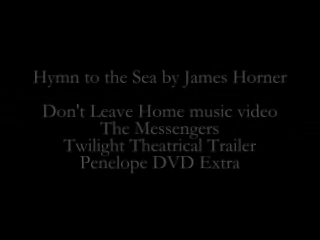 Hymn to the Sea by James Horner
Don't Leave Home music video
The Messengers
Twilight Theatrical Trailer
Penelope DVD Extra